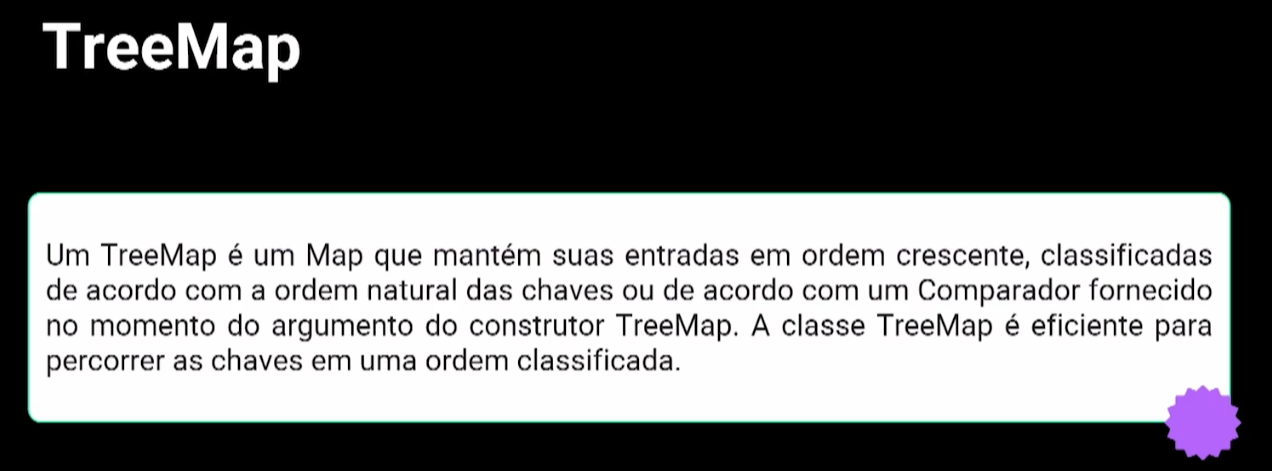 TreeMap
Um TreeMap é um Map que mantém suas entradas em ordem crescente, classificadas
de acordo com a ordem natural das chaves ou de acordo com um Comparador fornecido
no momento do argumento do construtor TreeMap. A classe TreeMap é eficiente para
percorrer as chaves em uma ordem classificada.